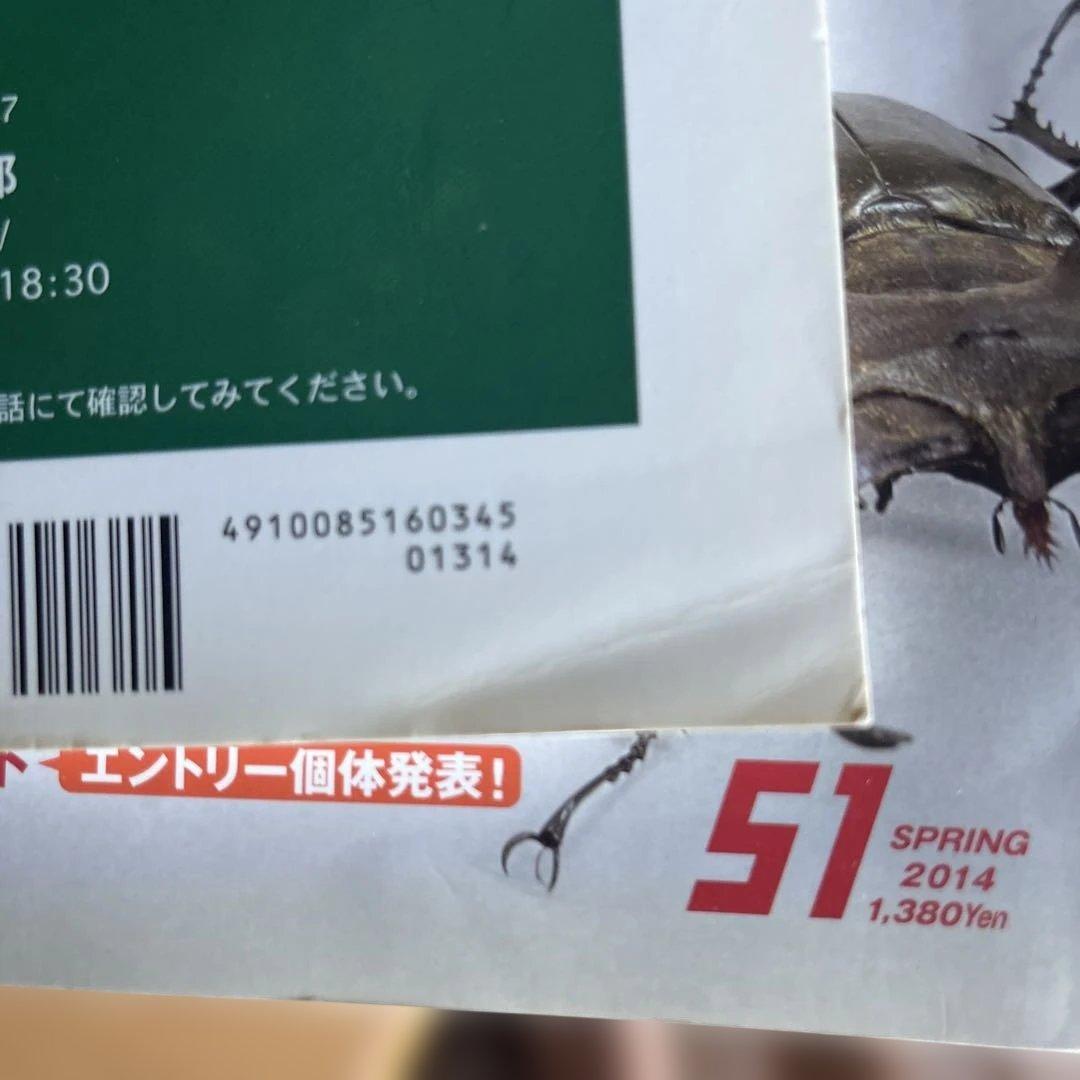 7
郎
/
18:30
話にて確認してみてください。
4910085160345
01314
ト エントリー個体発表!
51
SPRING
2014
1,380Yen